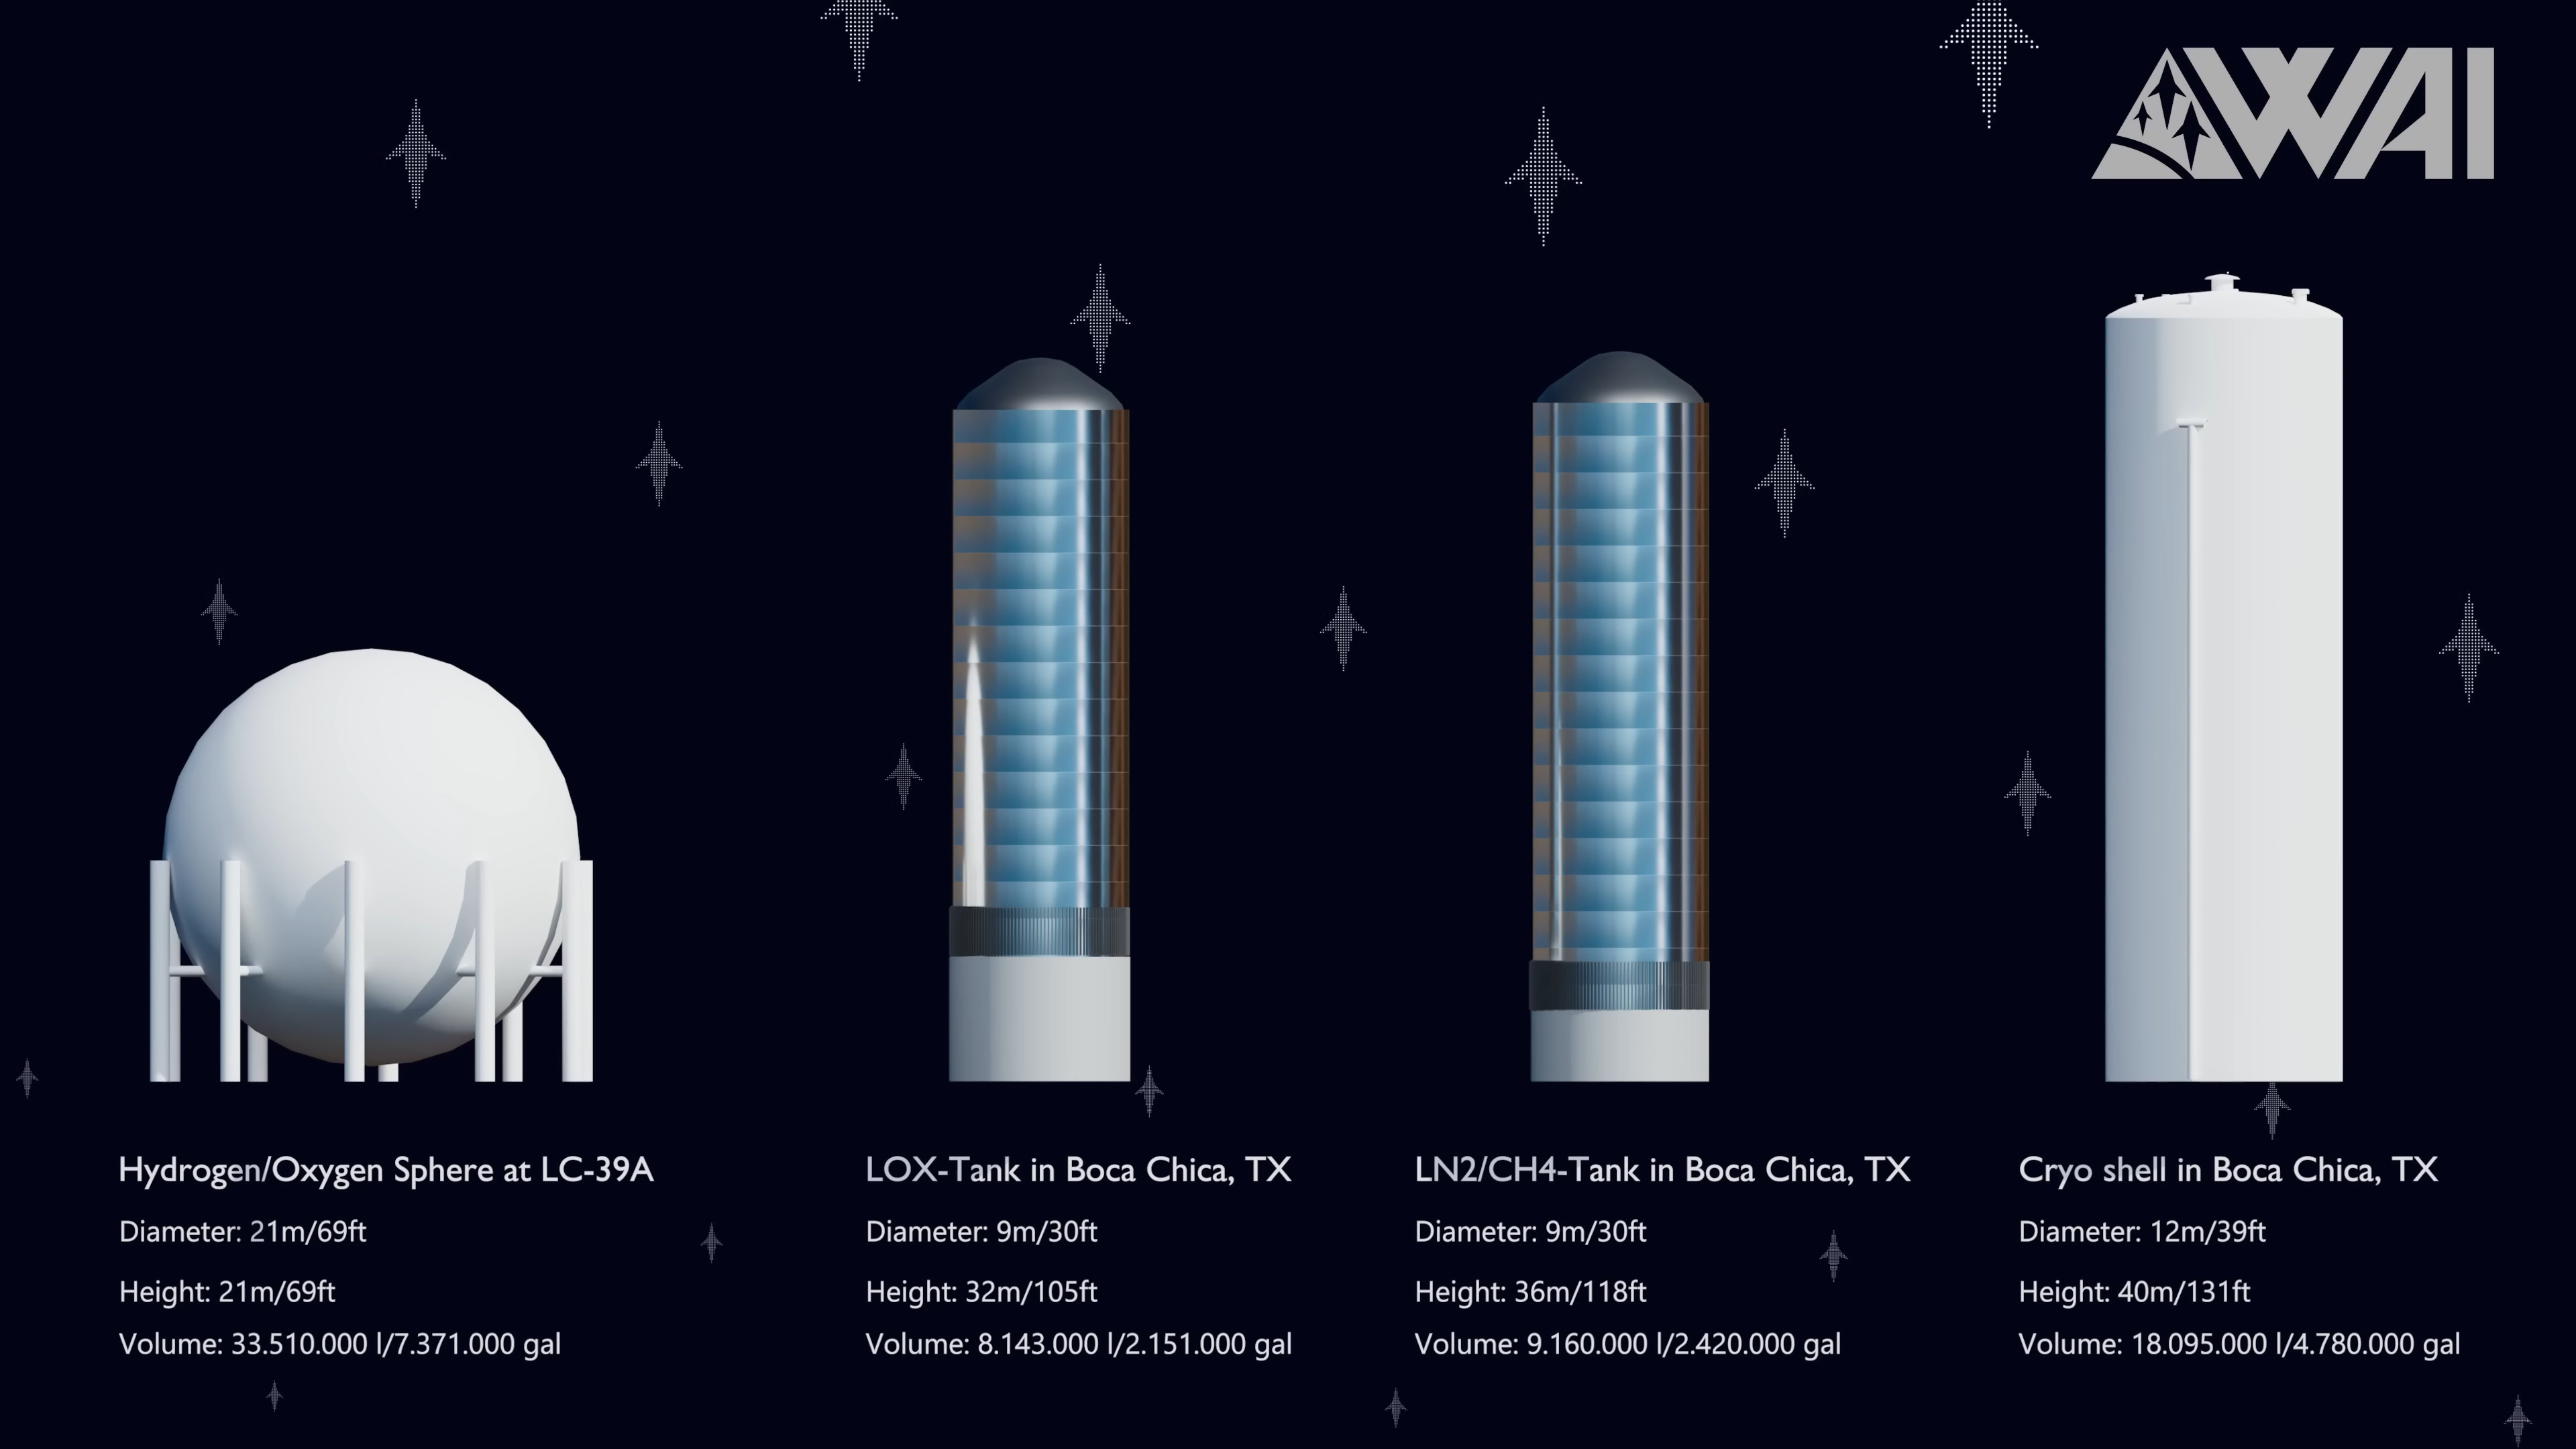 WAI
Hydrogen/Oxygen Sphere at LC-39A
Diameter: 21m/69ft
Height: 21m/69ft
Volume: 33.510.000 l/7.371.000 gal
LOX-Tank in Boca Chica, TX
Diameter: 9m/30ft
Height: 32m/105ft
Volume: 8.143.000 l/2.151.000 gal
LN2/CH4-Tank in Boca Chica, TX
Diameter: 9m/30ft
Height: 36m/118ft
Volume: 9.160.000 l/2.420.000 gal
Cryo shell in Boca Chica, TX
Diameter: 12m/39ft
Height: 40m/131ft
Volume: 18.095.000 l/4.780.000 gal